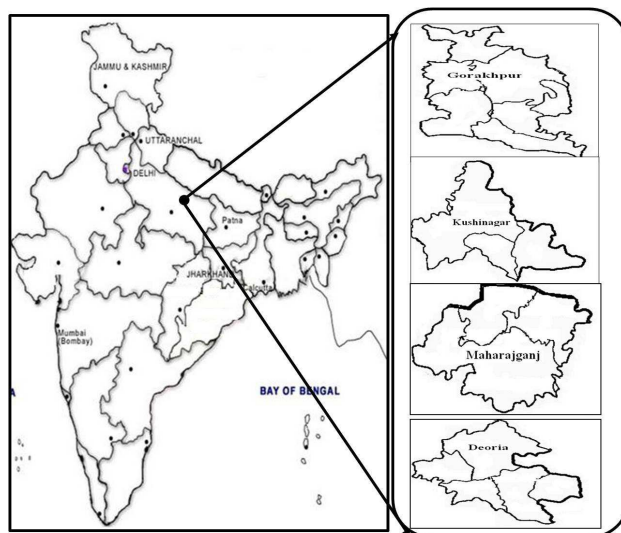 JAMMU & KASHMIR
UTTARANCHAL
DELHI
Patna
JHARKHAND
Calcutta
Mumbai
(Bombay)
BAY OF BENGAL
A
Gorakhpur
Kushinagar
Maharajganj
Deoria